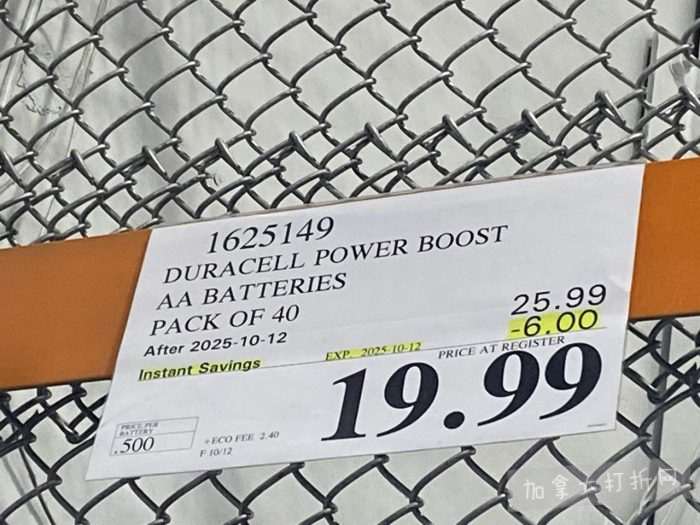 1625149
DURACELL POWER BOOST
AA BATTERIES
PACK OF 40
25.99
After 2025-10-12
-6.00
Instant Savings
EXP. 2025-10-12
PRICE AT REGISTER
19.99
PRICE PER
BATTERY
.500
+ECO FEE 2.40
F 10/12
加拿大打折网